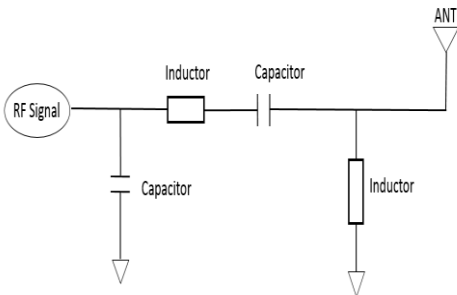 ANT
Inductor
Capacitor
RF Signal
Capacitor
Inductor